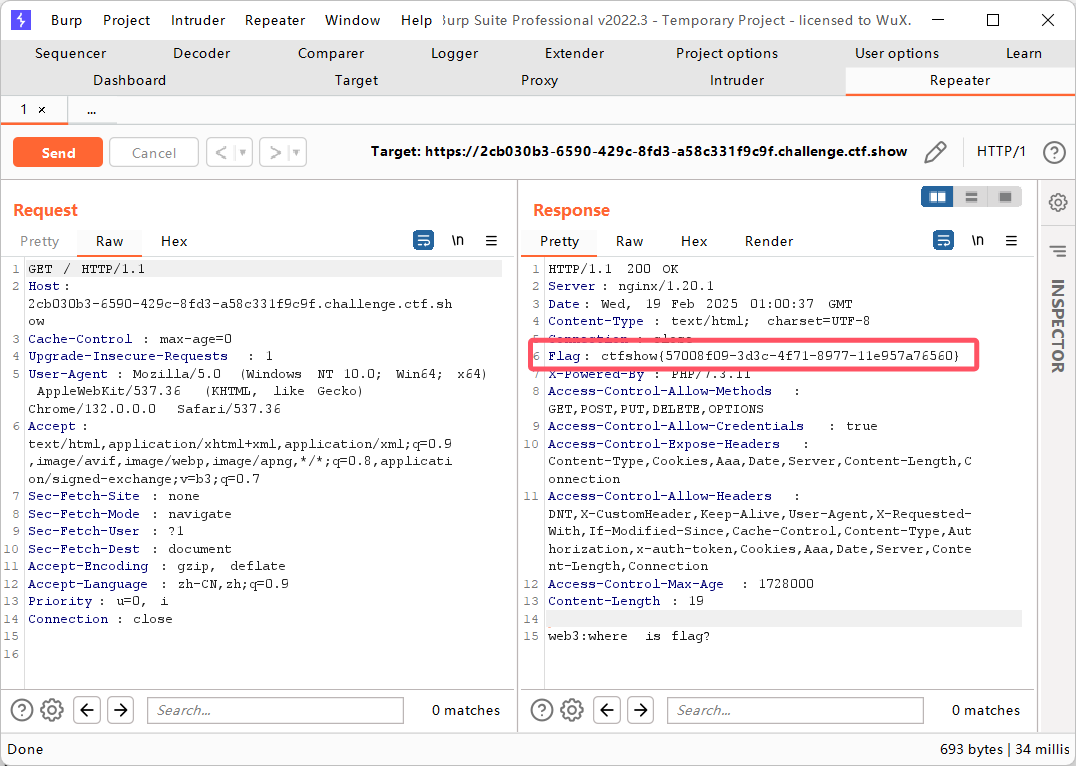 Burp Project Intruder Repeater Window Help Burp Suite Professional v2022.3 - Temporary Project - licensed to WuX.
Sequencer Decoder Comparer Logger Extender Project options User options Learn
Dashboard Target Proxy Intruder Repeater
1 × ...
Send Cancel < > Target: https://2cb030b3-6590-429c-8fd3-a58c331f9c9f.challenge.ctf.show HTTP/1 ?
Request
Pretty Raw Hex \n
1 GET / HTTP/1.1
2 Host:
2cb030b3-6590-429c-8fd3-a58c331f9c9f.challenge.ctf.sh
ow
3 Cache-Control : max-age=0
4 Upgrade-Insecure-Requests : 1
5 User-Agent : Mozilla/5.0 (Windows NT 10.0; Win64; x64)
AppleWebKit/537.36 (KHTML, like Gecko)
Chrome/132.0.0.0 Safari/537.36
6 Accept :
text/html,application/xhtml+xml,application/xml;q=0.9
,image/avif,image/webp,image/apng,*/*;q=0.8,applicati
on/signed-exchange;v=b3;q=0.7
7 Sec-Fetch-Site : none
8 Sec-Fetch-Mode : navigate
9 Sec-Fetch-User : ?1
10 Sec-Fetch-Dest : document
11 Accept-Encoding : gzip, deflate
12 Accept-Language : zh-CN,zh;q=0.9
13 Priority : u=0, i
14 Connection : close
15
16
Response
Pretty Raw Hex Render \n
1 HTTP/1.1 200 OK
2 Server : nginx/1.20.1
3 Date : Wed, 19 Feb 2025 01:00:37 GMT
4 Content-Type : text/html; charset=UTF-8
5 Connection : close
6 Flag : ctfshow{57008f09-3d3c-4f71-8977-11e957a76560}
7 X-Powered-By : PHP/7.3.11
8 Access-Control-Allow-Methods :
GET,POST,PUT,DELETE,OPTIONS
9 Access-Control-Allow-Credentials : true
10 Access-Control-Expose-Headers :
Content-Type,Cookies,Aaa,Date,Server,Content-Length,C
onnection
11 Access-Control-Allow-Headers :
DNT,X-CustomHeader,Keep-Alive,User-Agent,X-Requested-
With,If-Modified-Since,Cache-Control,Content-Type,Aut
horization,x-auth-token,Cookies,Aaa,Date,Server,Conte
nt-Length,Connection
12 Access-Control-Max-Age : 1728000
13 Content-Length : 19
14
15 web3:where is flag?
INSPECTOR
? Search... 0 matches
? Search... 0 matches
Done 693 bytes | 34 millis